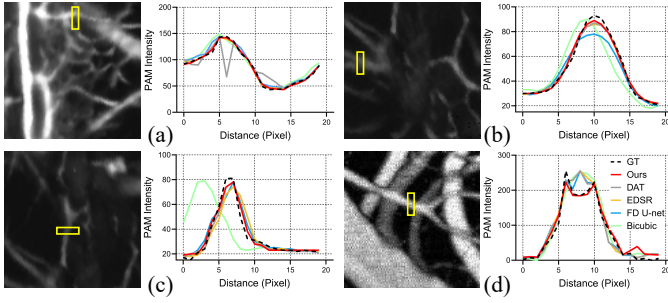 200
150
100
50
0
PAM Intensity
0 5 10 15 20
Distance (Pixel)
(a)
100
80
60
40
20
PAM Intensity
0 5 10 15 20
Distance (Pixel)
(b)
100
80
60
40
20
PAM Intensity
0 5 10 15 20
Distance (Pixel)
(c)
300
200
100
0
PAM Intensity
0 5 10 15 20
Distance (Pixel)
GT
Ours
DAT
EDSR
FD U-net
Bicubic
(d)